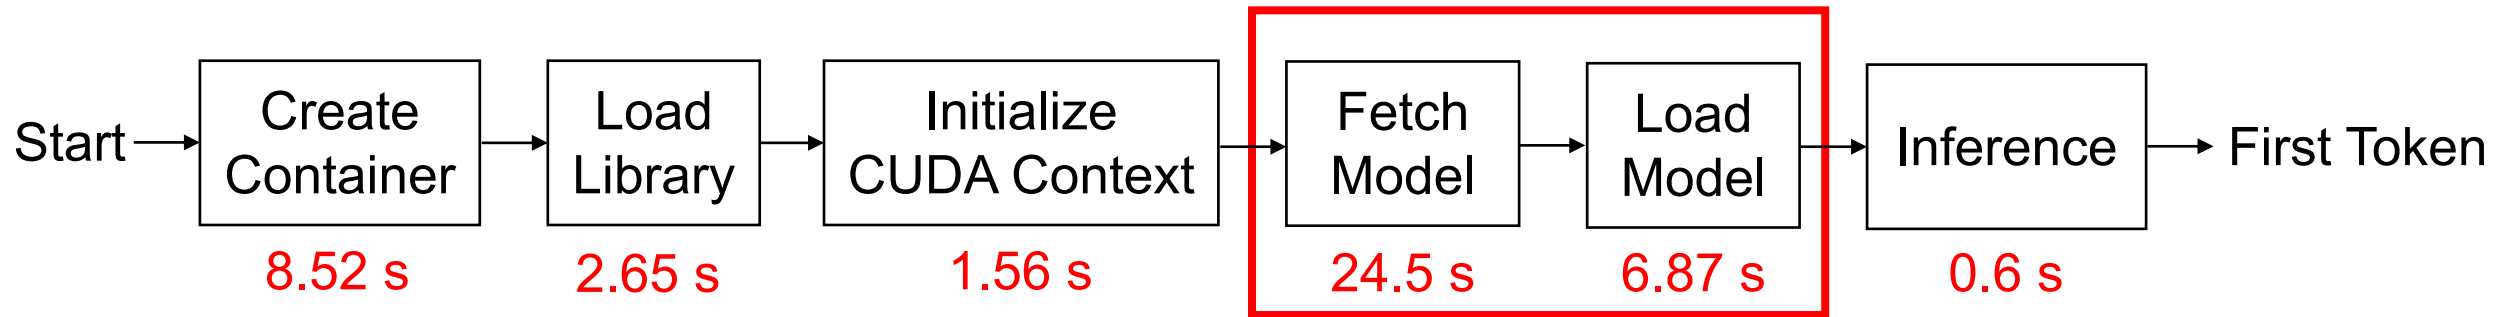 Start
Create
Container
8.52 s
Load
Library
2.65 s
Initialize
CUDA Context
1.56 s
Fetch
Model
24.5 s
Load
Model
6.87 s
Inference
0.6 s
First Token